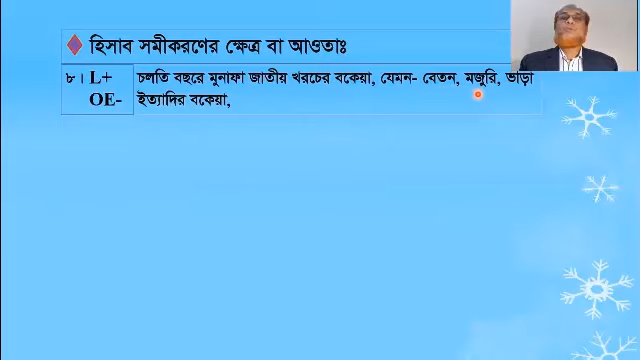 হিসাব সমীকরণের ক্ষেত্র বা আওতাঃ
৮। L+ চলতি বছরে মুনাফা জাতীয় খরচের বকেয়া, যেমন- বেতন, মজুরি, ভাড়া
OE- ইত্যাদির বকেয়া,